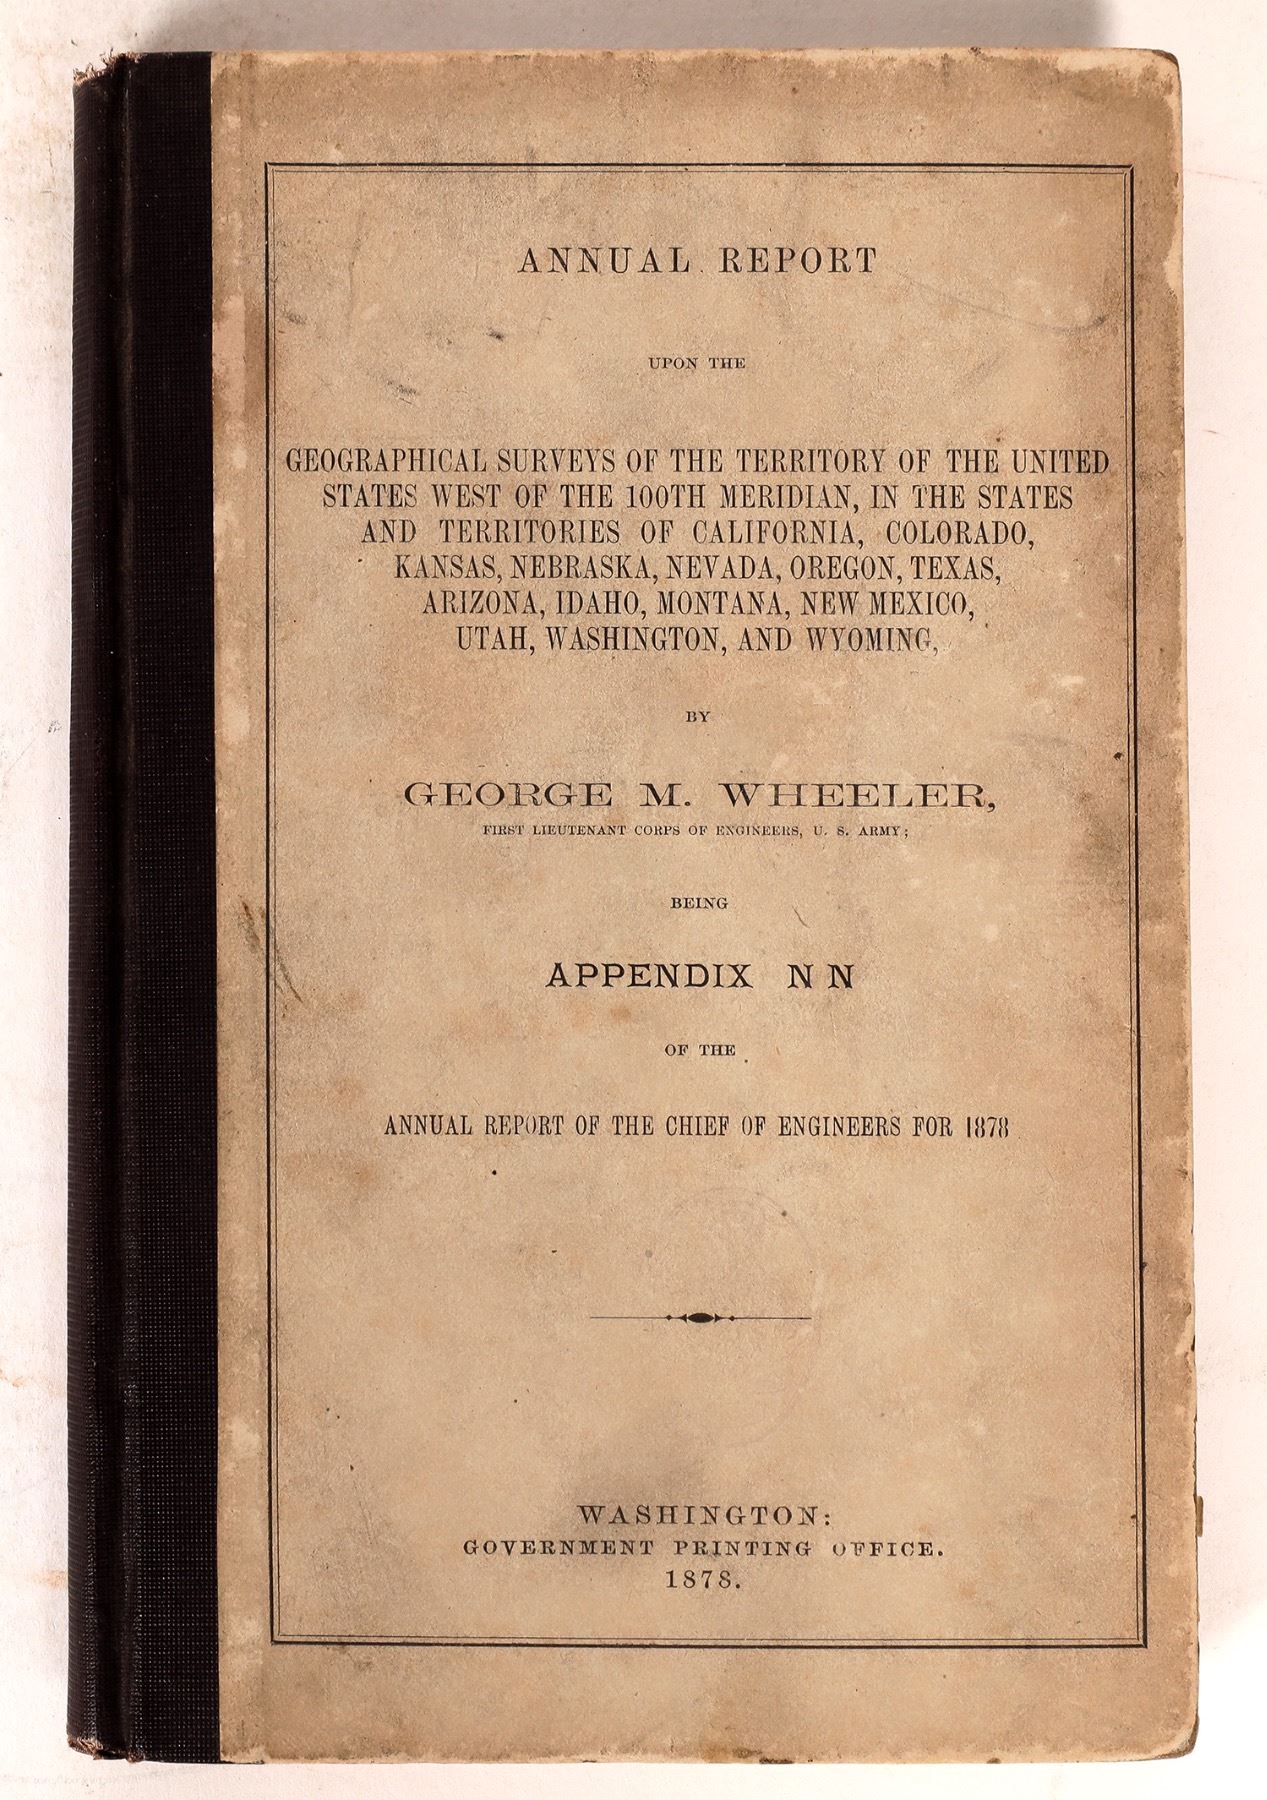 ANNUAL REPORT
UPON THE
GEOGRAPHICAL SURVEYS OF THE TERRITORY OF THE UNITED
STATES WEST OF THE 100TH MERIDIAN, IN THE STATES
AND TERRITORIES OF CALIFORNIA, COLORADO,
KANSAS, NEBRASKA, NEVADA, OREGON, TEXAS,
ARIZONA, IDAHO, MONTANA, NEW MEXICO,
UTAH, WASHINGTON, AND WYOMING,
BY
GEORGE M. WHEELER,
FIRST LIEUTENANT CORPS OF ENGINEERS, U. S. ARMY;
BEING
APPENDIX N N
OF THE
ANNUAL REPORT OF THE CHIEF OF ENGINEERS FOR 1878
WASHINGTON:
GOVERNMENT PRINTING OFFICE.
1878.